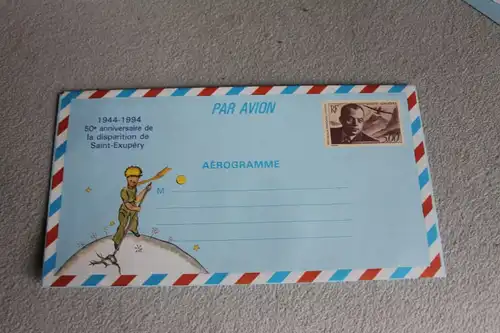 1944-1994
50e anniversaire de
la disparition de
Saint-Exupéry
PAR AVION
AÉROGRAMME
M